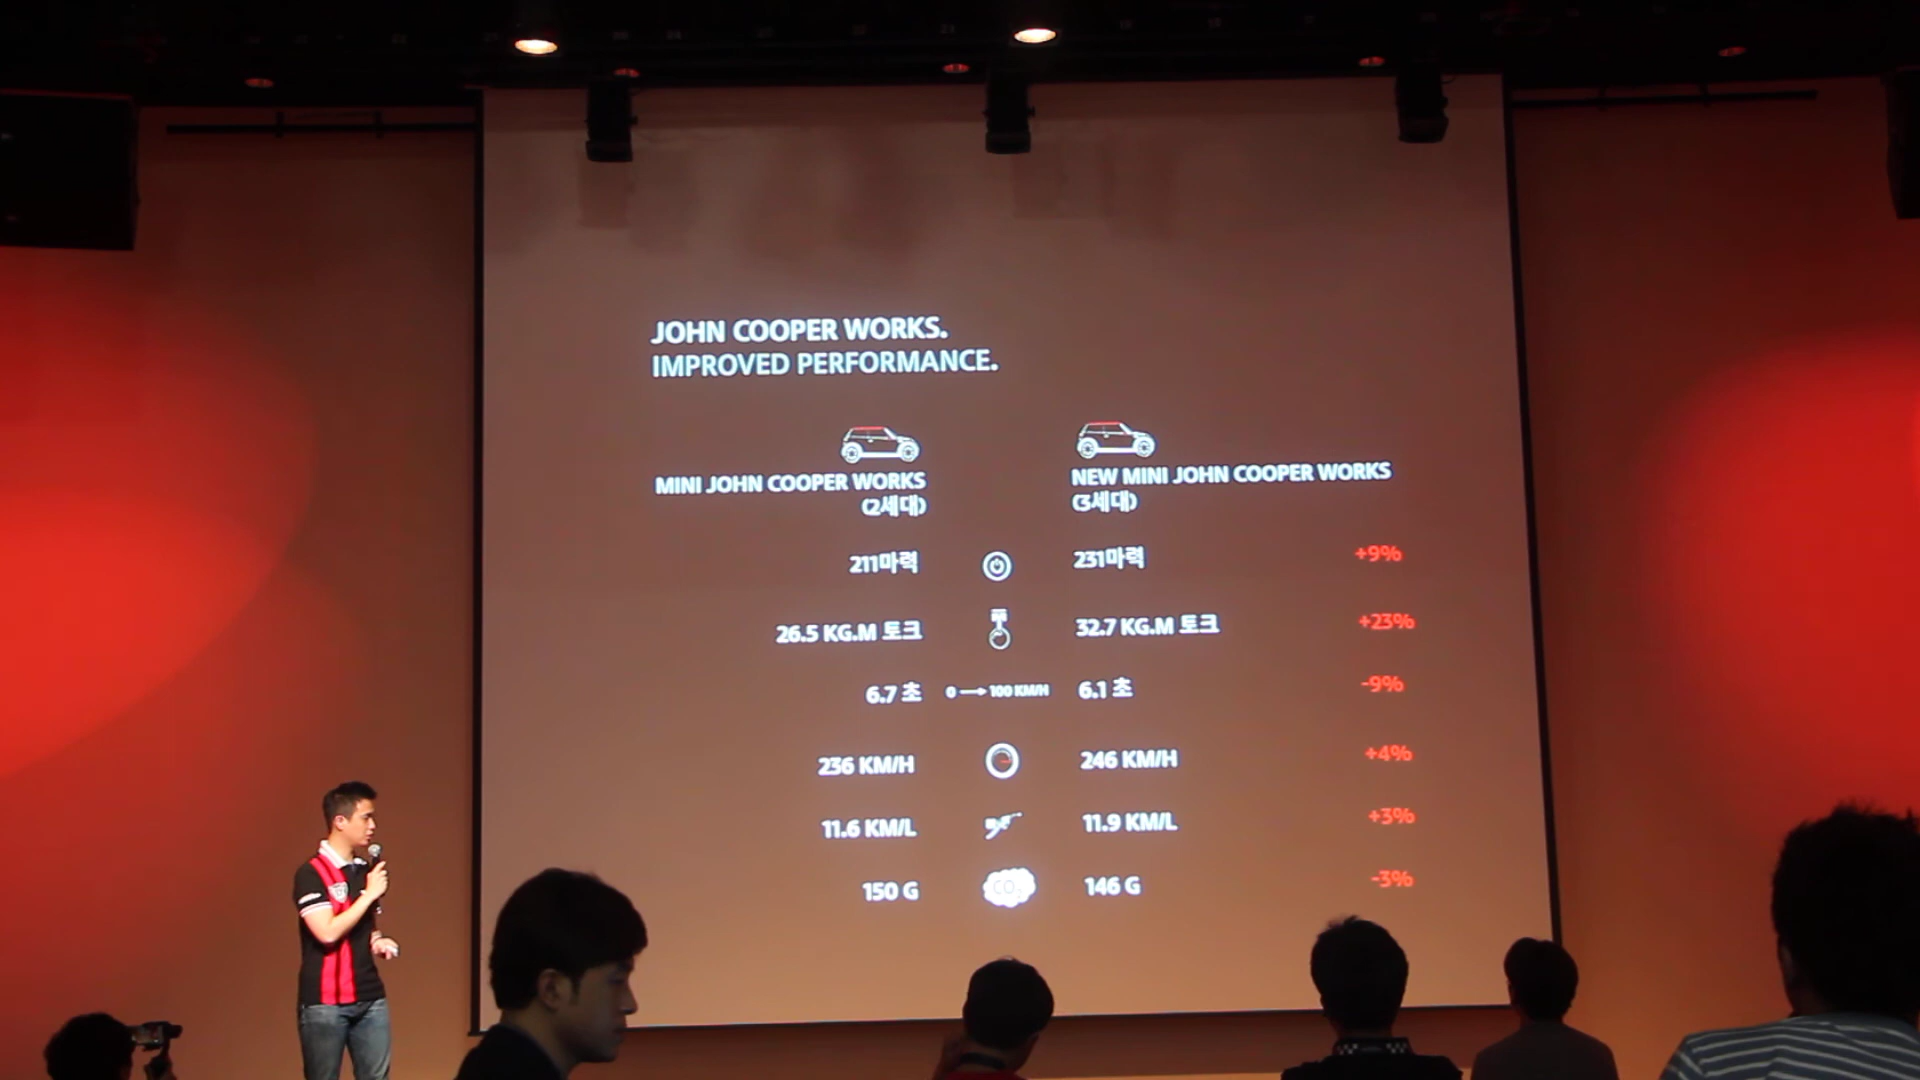 JOHN COOPER WORKS.
IMPROVED PERFORMANCE.
MINI JOHN COOPER WORKS
(2세대)
NEW MINI JOHN COOPER WORKS
(3세대)
211마력 231마력 +9%
26.5 KG.M 토크 32.7 KG.M 토크 +23%
6.7 초 0 → 100 KM/H 6.1 초 -9%
236 KM/H 246 KM/H +4%
11.6 KM/L 11.9 KM/L +3%
150 G CO₂ 146 G -3%